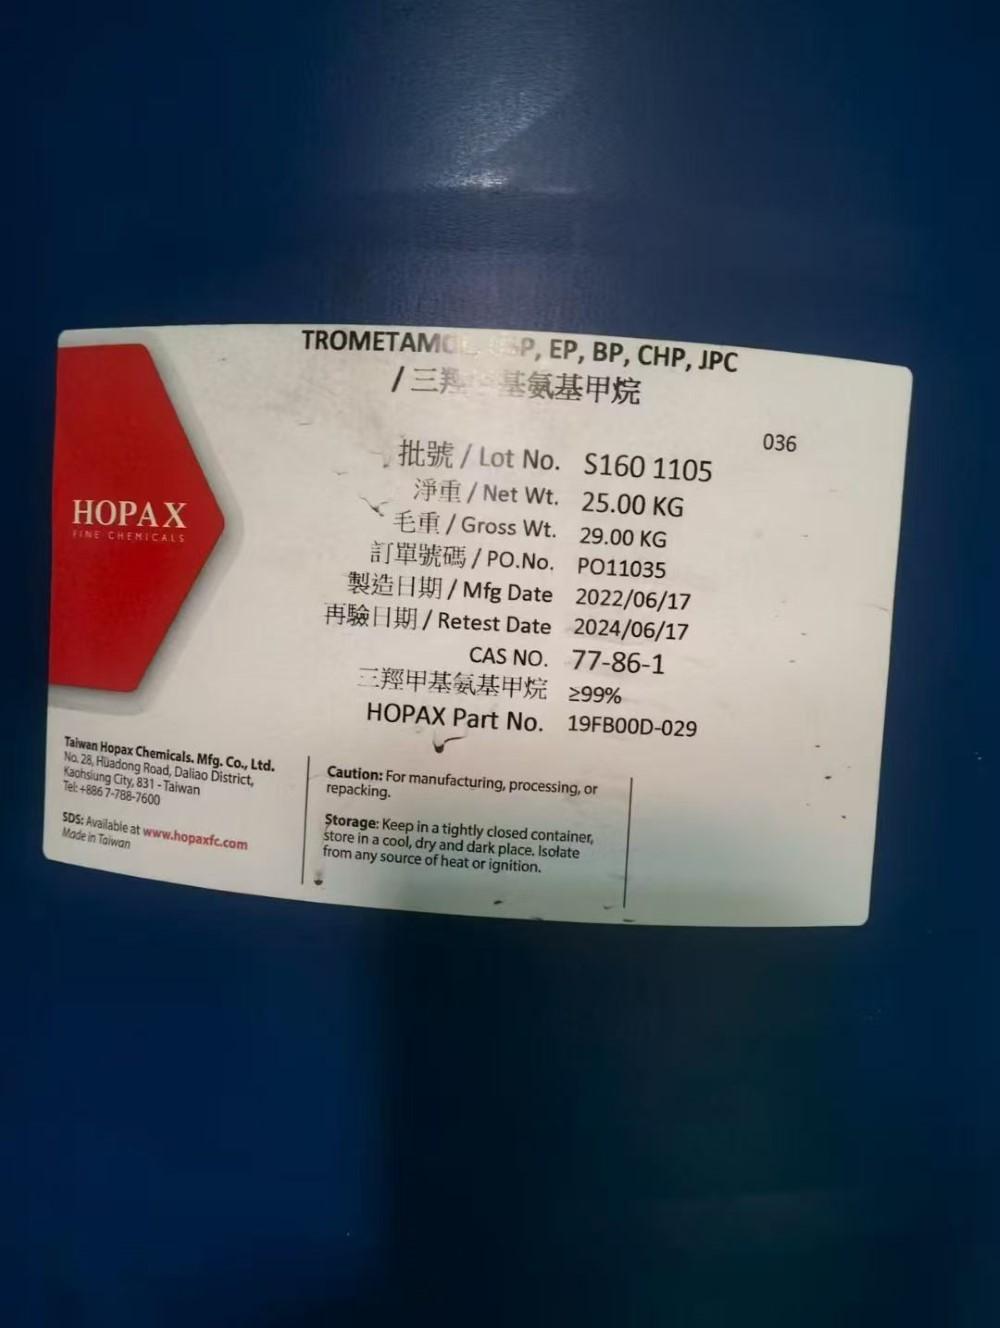 TROMETAMO P, EP, BP, CHP, JPC
/ 三羥 基氨基甲烷
036
批號 / Lot No. S160 1105
淨重 / Net Wt. 25.00 KG
毛重 / Gross Wt. 29.00 KG
訂單號碼 / PO.No. PO11035
製造日期 / Mfg Date 2022/06/17
再驗日期 / Retest Date 2024/06/17
CAS NO. 77-86-1
三羥甲基氨基甲烷 ≥99%
HOPAX Part No. 19FB00D-029
HOPAX
FINE CHEMICALS
Taiwan Hopax Chemicals. Mfg. Co., Ltd.
No. 28, Huadong Road, Daliao District,
Kaohsiung City, 831 - Taiwan
Tel: +886 7-788-7600
SDS: Available at www.hopaxfc.com
Made in Taiwan
Caution: For manufacturing, processing, or
repacking.
Storage: Keep in a tightly closed container,
store in a cool, dry and dark place. Isolate
from any source of heat or ignition.